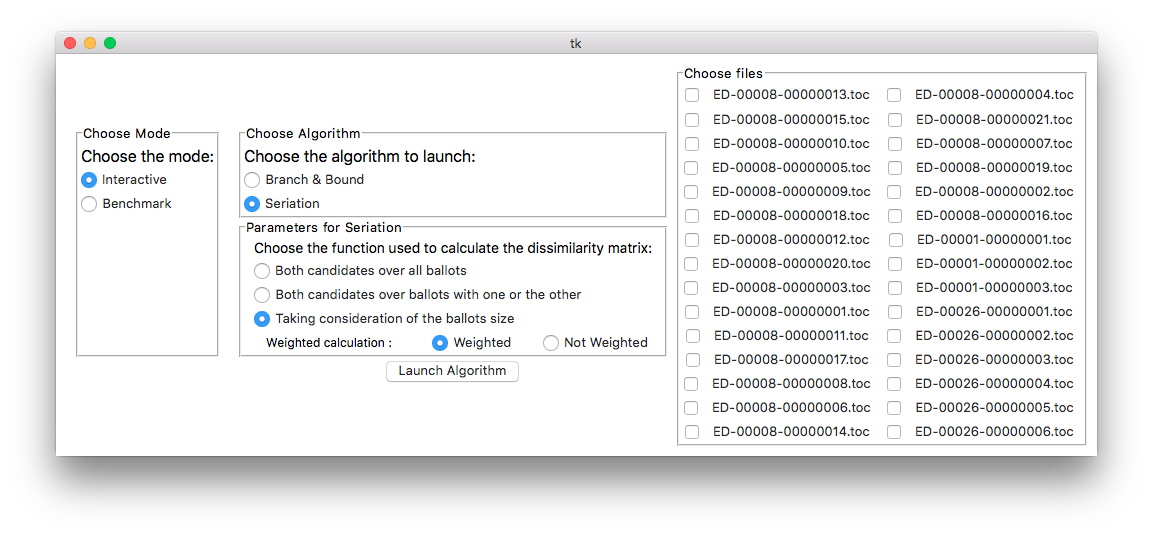 tk
Choose Mode
Choose the mode:
Interactive
Benchmark
Choose Algorithm
Choose the algorithm to launch:
Branch & Bound
Seriation
Parameters for Seriation
Choose the function used to calculate the dissimilarity matrix:
Both candidates over all ballots
Both candidates over ballots with one or the other
Taking consideration of the ballots size
Weighted calculation : Weighted Not Weighted
Launch Algorithm
Choose files
ED-00008-00000013.toc ED-00008-00000004.toc
ED-00008-00000015.toc ED-00008-00000021.toc
ED-00008-00000010.toc ED-00008-00000007.toc
ED-00008-00000005.toc ED-00008-00000019.toc
ED-00008-00000009.toc ED-00008-00000002.toc
ED-00008-00000018.toc ED-00008-00000016.toc
ED-00008-00000012.toc ED-00001-00000001.toc
ED-00008-00000020.toc ED-00001-00000002.toc
ED-00008-00000003.toc ED-00001-00000003.toc
ED-00008-00000001.toc ED-00026-00000001.toc
ED-00008-00000011.toc ED-00026-00000002.toc
ED-00008-00000017.toc ED-00026-00000003.toc
ED-00008-00000008.toc ED-00026-00000004.toc
ED-00008-00000006.toc ED-00026-00000005.toc
ED-00008-00000014.toc ED-00026-00000006.toc